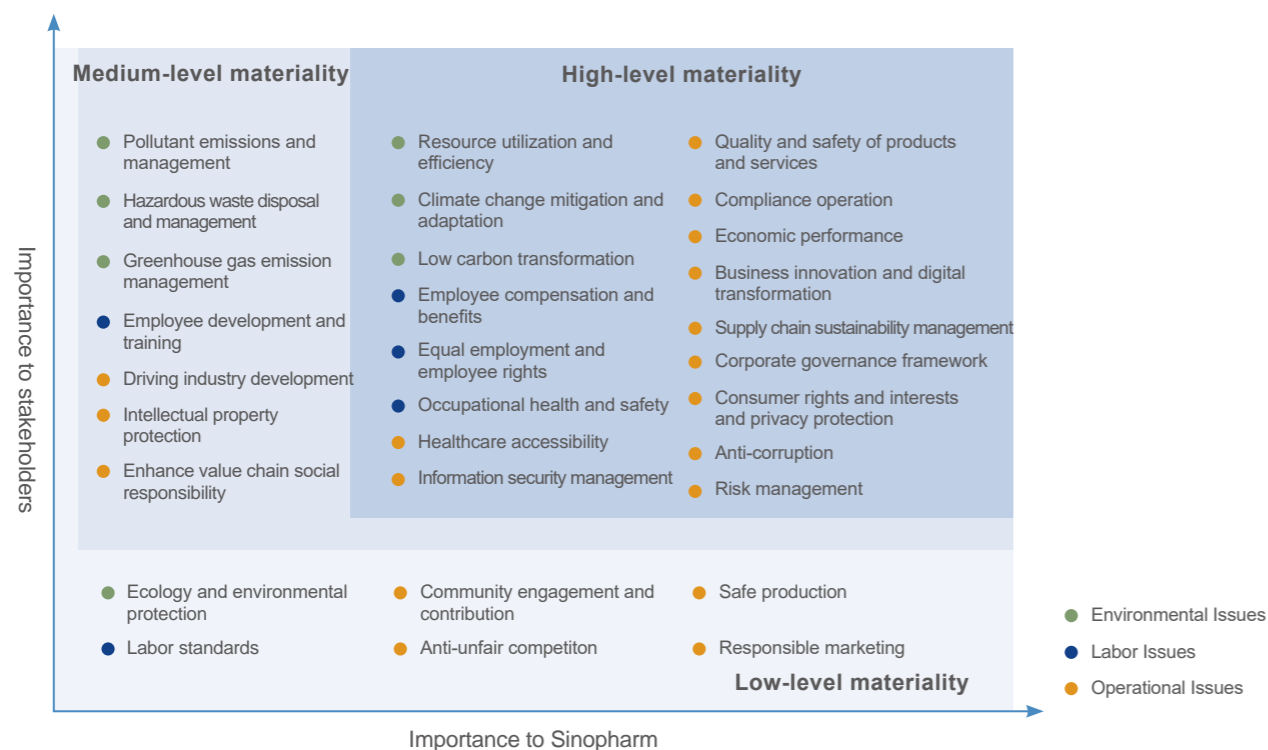 Medium-level materiality
Pollutant emissions and
management
Hazardous waste disposal
and management
Greenhouse gas emission
management
Employee development and
training
Driving industry development
Intellectual property
protection
Enhance value chain social
responsibility
High-level materiality
Resource utilization and
efficiency
Climate change mitigation and
adaptation
Low carbon transformation
Employee compensation and
benefits
Equal employment and
employee rights
Occupational health and safety
Healthcare accessibility
Information security management
Quality and safety of products
and services
Compliance operation
Economic performance
Business innovation and digital
transformation
Supply chain sustainability management
Corporate governance framework
Consumer rights and interests
and privacy protection
Anti-corruption
Risk management
Ecology and environmental
protection
Labor standards
Community engagement and
contribution
Anti-unfair competiton
Safe production
Responsible marketing
Low-level materiality
Importance to stakeholders
Importance to Sinopharm
Environmental Issues
Labor Issues
Operational Issues